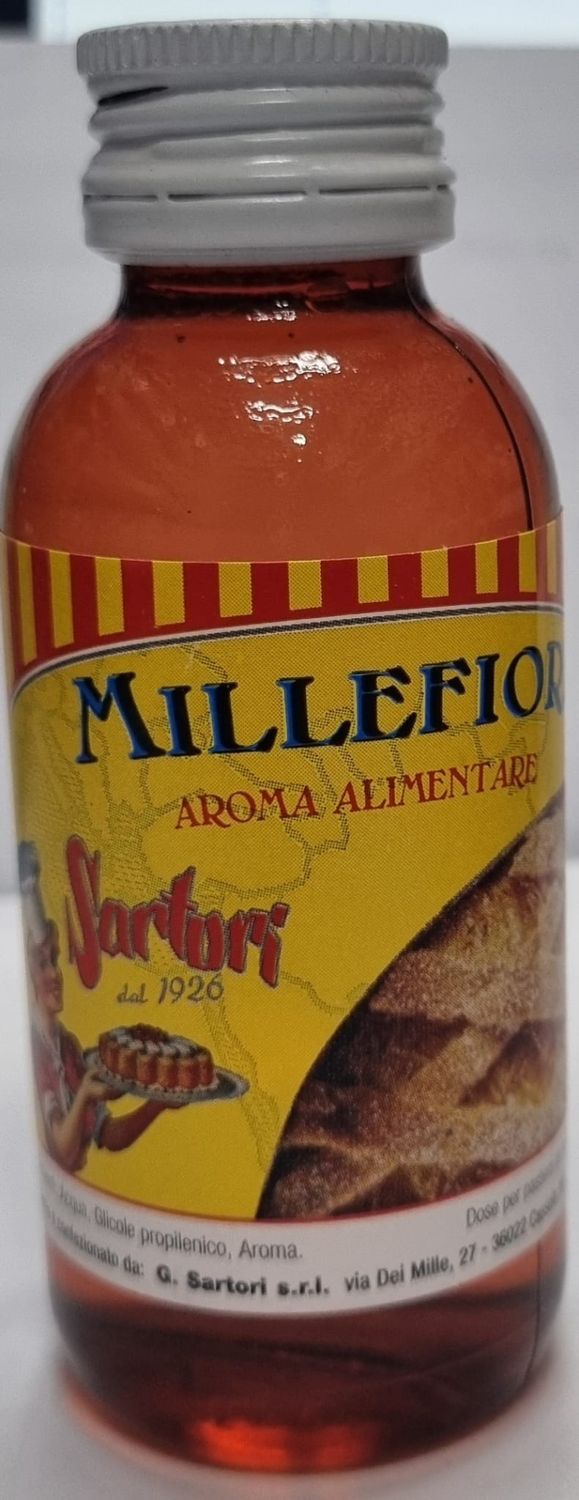 MILLEFIOR
AROMA ALIMENTARE
Sartori
dal 1926
Acqua, Glicole propilenico, Aroma.
Dose per
confezionato da: G. Sartori s.r.l. via Dei Mille, 27 - 36022